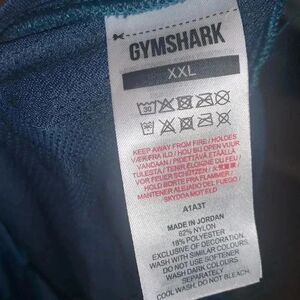 GYMSHARK
XXL
30
KEEP AWAY FROM FIRE / HOLDES
VÆK FRA ILD / HOU BIJ OPEN VUUR
VANDAAN / PIDETTÄVÄ ETÄÄLLÄ
TULESTA / TENIR ÉLOIGNÉ DU FEU /
VOR FEUER SCHÜTZEN /
HOLD BORTE FRA FLAMMER /
MANTENER ALEJADO DEL FUEGO /
SKYDDA MOT ELD
A1A3T
MADE IN JORDAN
82% NYLON
18% POLYESTER
EXCLUSIVE OF DECORATION.
WASH WITH SIMILAR COLOURS.
DO NOT USE SOFTENER
WASH DARK COLOURS
SEPARATELY
COOL WASH, DO NOT BLEACH.